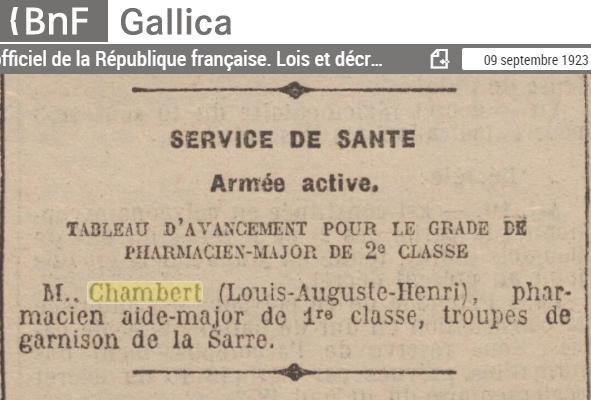 {BnF Gallica
officiel de la République française. Lois et décr... 09 septembre 1923
SERVICE DE SANTE
Armée active.
TABLEAU D'AVANCEMENT POUR LE GRADE DE
PHARMACIEN-MAJOR DE 2e CLASSE
M.. Chambert (Louis-Auguste-Henri), phar-
macien aide-major de 1re classe, troupes de
garnison de la Sarre.